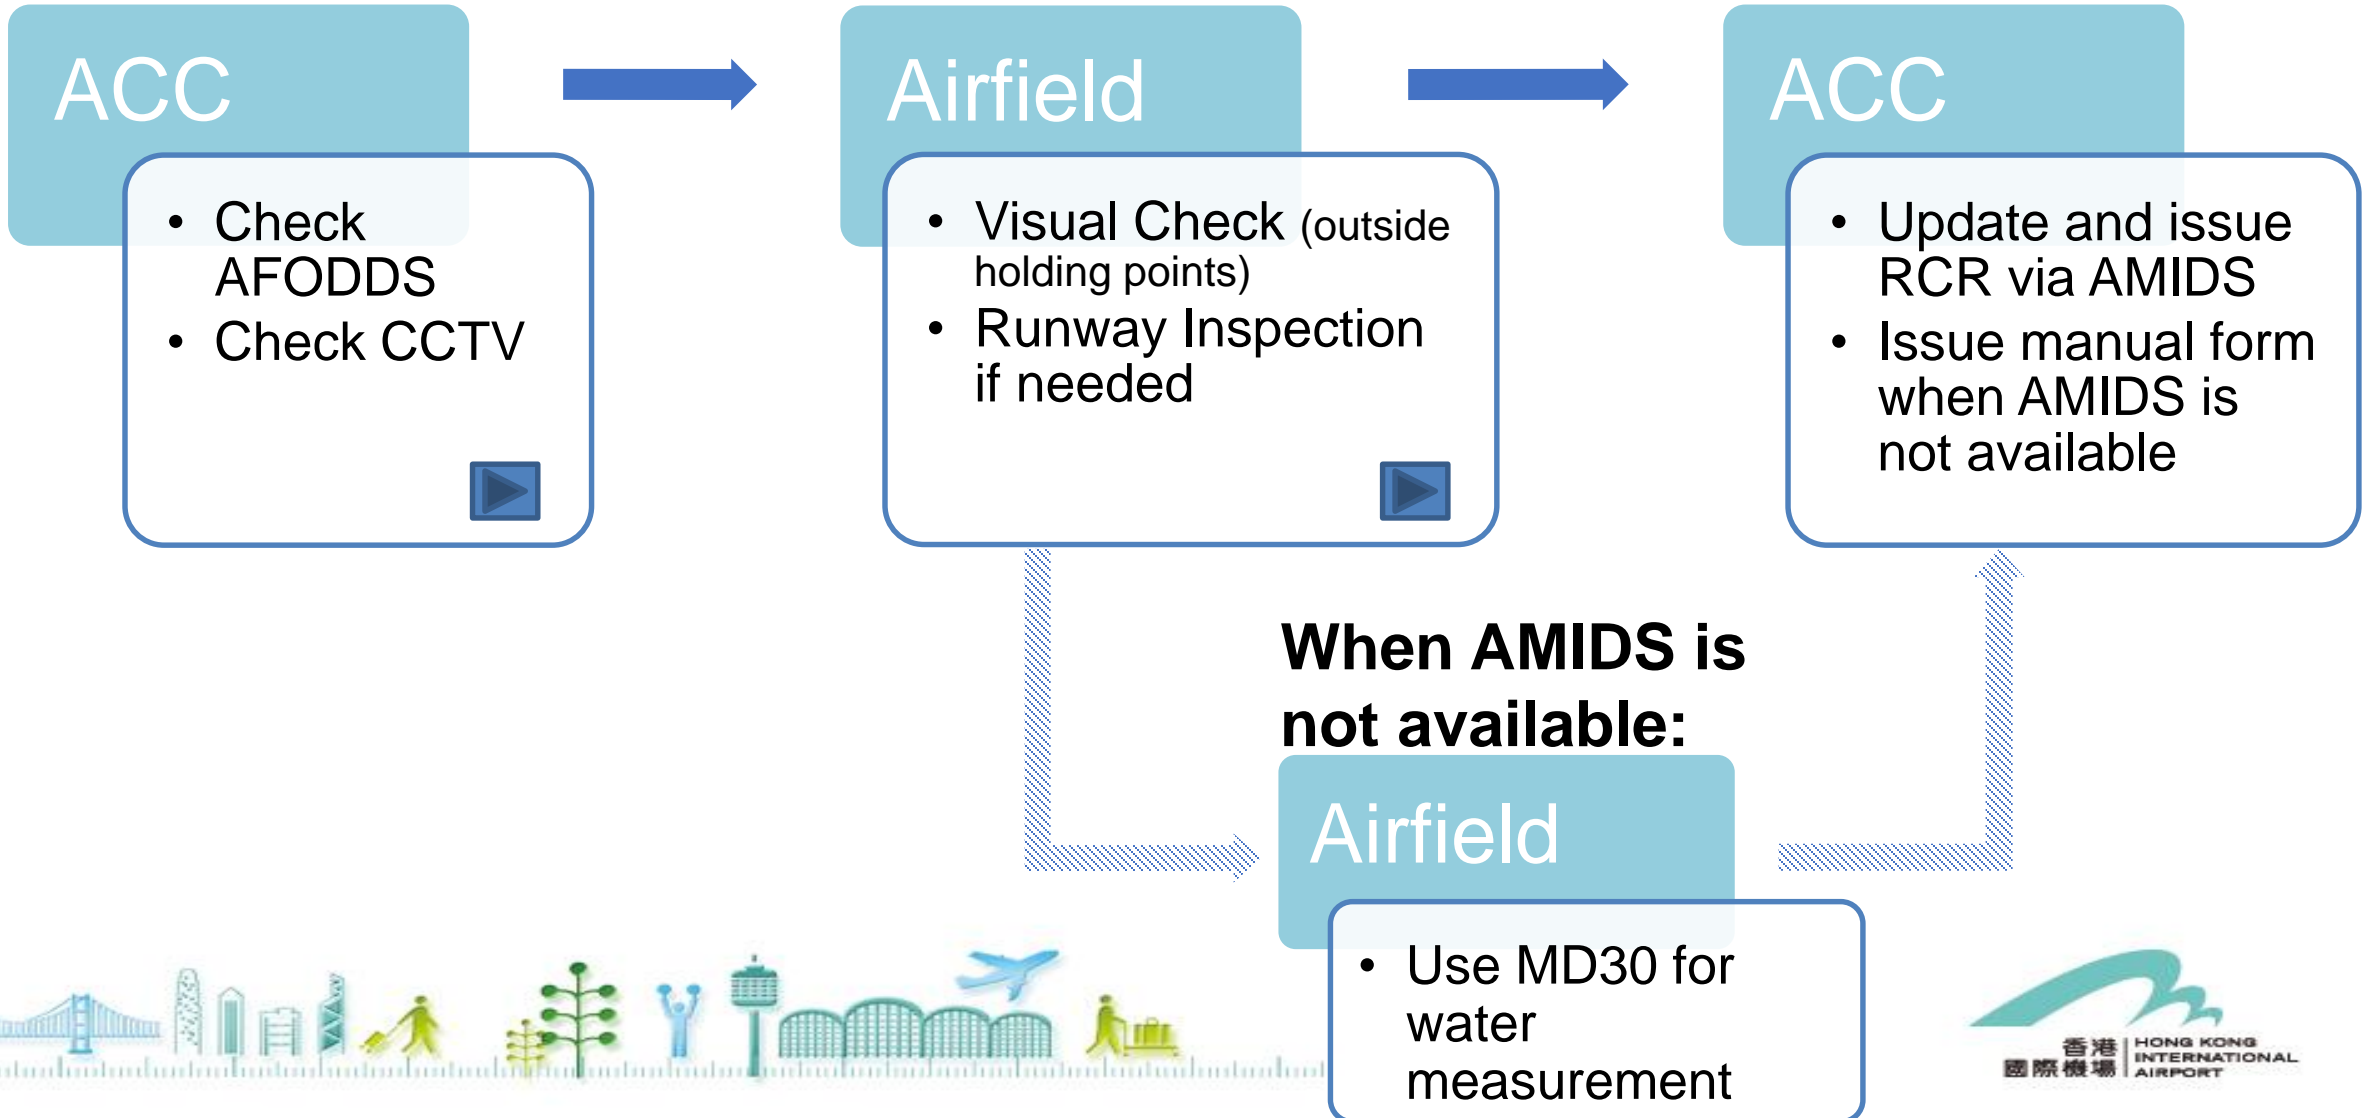 ACC
• Check
AFODDS
• Check CCTV
Airfield
• Visual Check (outside
holding points)
• Runway Inspection
if needed
ACC
• Update and issue
RCR via AMIDS
• Issue manual form
when AMIDS is
not available
When AMIDS is
not available:
Airfield
• Use MD30 for
water
measurement
香港
國際機場
HONG KONG
INTERNATIONAL
AIRPORT